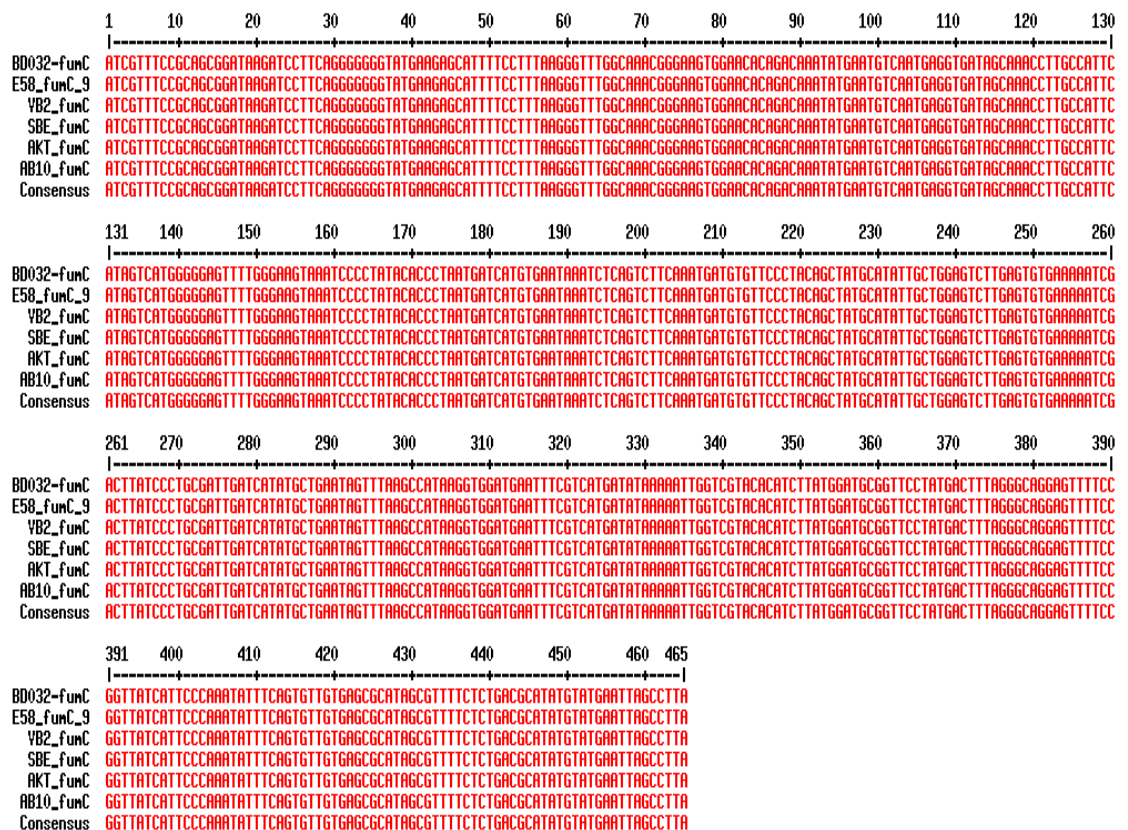 1 10 20 30 40 50 60 70 80 90 100 110 120 130
BD032-fumC ATCGTTTCCGCAGCGGATAAGATCCTTCAGGGGGGGTATGAAGAGCATTTTCCTTTAAGGGTTTGGCAAACGGGAAGTGGAACACAGACAAATATGAATGTCAATGAGGTGATAGCAAACCTTGCCATTC
E58_fumC_9 ATCGTTTCCGCAGCGGATAAGATCCTTCAGGGGGGGTATGAAGAGCATTTTCCTTTAAGGGTTTGGCAAACGGGAAGTGGAACACAGACAAATATGAATGTCAATGAGGTGATAGCAAACCTTGCCATTC
YB2_fumC ATCGTTTCCGCAGCGGATAAGATCCTTCAGGGGGGGTATGAAGAGCATTTTCCTTTAAGGGTTTGGCAAACGGGAAGTGGAACACAGACAAATATGAATGTCAATGAGGTGATAGCAAACCTTGCCATTC
SBE_fumC ATCGTTTCCGCAGCGGATAAGATCCTTCAGGGGGGGTATGAAGAGCATTTTCCTTTAAGGGTTTGGCAAACGGGAAGTGGAACACAGACAAATATGAATGTCAATGAGGTGATAGCAAACCTTGCCATTC
AKT_fumC ATCGTTTCCGCAGCGGATAAGATCCTTCAGGGGGGGTATGAAGAGCATTTTCCTTTAAGGGTTTGGCAAACGGGAAGTGGAACACAGACAAATATGAATGTCAATGAGGTGATAGCAAACCTTGCCATTC
AB10_fumC ATCGTTTCCGCAGCGGATAAGATCCTTCAGGGGGGGTATGAAGAGCATTTTCCTTTAAGGGTTTGGCAAACGGGAAGTGGAACACAGACAAATATGAATGTCAATGAGGTGATAGCAAACCTTGCCATTC
Consensus ATCGTTTCCGCAGCGGATAAGATCCTTCAGGGGGGGTATGAAGAGCATTTTCCTTTAAGGGTTTGGCAAACGGGAAGTGGAACACAGACAAATATGAATGTCAATGAGGTGATAGCAAACCTTGCCATTC
131 140 150 160 170 180 190 200 210 220 230 240 250 260
BD032-fumC ATAGTCATGGGGGAGTTTTGGGAAGTAAATCCCCTATACACCCTAATGATCATGTGAATAAATCTCAGTCTTCAAATGATGTGTTCCCTACAGCTATGCATATTGCTGGAGTCTTGAGTGTGAAAAATCG
E58_fumC_9 ATAGTCATGGGGGAGTTTTGGGAAGTAAATCCCCTATACACCCTAATGATCATGTGAATAAATCTCAGTCTTCAAATGATGTGTTCCCTACAGCTATGCATATTGCTGGAGTCTTGAGTGTGAAAAATCG
YB2_fumC ATAGTCATGGGGGAGTTTTGGGAAGTAAATCCCCTATACACCCTAATGATCATGTGAATAAATCTCAGTCTTCAAATGATGTGTTCCCTACAGCTATGCATATTGCTGGAGTCTTGAGTGTGAAAAATCG
SBE_fumC ATAGTCATGGGGGAGTTTTGGGAAGTAAATCCCCTATACACCCTAATGATCATGTGAATAAATCTCAGTCTTCAAATGATGTGTTCCCTACAGCTATGCATATTGCTGGAGTCTTGAGTGTGAAAAATCG
AKT_fumC ATAGTCATGGGGGAGTTTTGGGAAGTAAATCCCCTATACACCCTAATGATCATGTGAATAAATCTCAGTCTTCAAATGATGTGTTCCCTACAGCTATGCATATTGCTGGAGTCTTGAGTGTGAAAAATCG
AB10_fumC ATAGTCATGGGGGAGTTTTGGGAAGTAAATCCCCTATACACCCTAATGATCATGTGAATAAATCTCAGTCTTCAAATGATGTGTTCCCTACAGCTATGCATATTGCTGGAGTCTTGAGTGTGAAAAATCG
Consensus ATAGTCATGGGGGAGTTTTGGGAAGTAAATCCCCTATACACCCTAATGATCATGTGAATAAATCTCAGTCTTCAAATGATGTGTTCCCTACAGCTATGCATATTGCTGGAGTCTTGAGTGTGAAAAATCG
261 270 280 290 300 310 320 330 340 350 360 370 380 390
BD032-fumC ACTTATCCCTGCGATTGATCATATGCTGAATAGTTTAAGCCATAAGGTGGATGAATTTCGTCATGATATAAAAATTGGTCGTACACATCTTATGGATGCGGTTCCTATGACTTTAGGGCAGGAGTTTTCC
E58_fumC_9 ACTTATCCCTGCGATTGATCATATGCTGAATAGTTTAAGCCATAAGGTGGATGAATTTCGTCATGATATAAAAATTGGTCGTACACATCTTATGGATGCGGTTCCTATGACTTTAGGGCAGGAGTTTTCC
YB2_fumC ACTTATCCCTGCGATTGATCATATGCTGAATAGTTTAAGCCATAAGGTGGATGAATTTCGTCATGATATAAAAATTGGTCGTACACATCTTATGGATGCGGTTCCTATGACTTTAGGGCAGGAGTTTTCC
SBE_fumC ACTTATCCCTGCGATTGATCATATGCTGAATAGTTTAAGCCATAAGGTGGATGAATTTCGTCATGATATAAAAATTGGTCGTACACATCTTATGGATGCGGTTCCTATGACTTTAGGGCAGGAGTTTTCC
AKT_fumC ACTTATCCCTGCGATTGATCATATGCTGAATAGTTTAAGCCATAAGGTGGATGAATTTCGTCATGATATAAAAATTGGTCGTACACATCTTATGGATGCGGTTCCTATGACTTTAGGGCAGGAGTTTTCC
AB10_fumC ACTTATCCCTGCGATTGATCATATGCTGAATAGTTTAAGCCATAAGGTGGATGAATTTCGTCATGATATAAAAATTGGTCGTACACATCTTATGGATGCGGTTCCTATGACTTTAGGGCAGGAGTTTTCC
Consensus ACTTATCCCTGCGATTGATCATATGCTGAATAGTTTAAGCCATAAGGTGGATGAATTTCGTCATGATATAAAAATTGGTCGTACACATCTTATGGATGCGGTTCCTATGACTTTAGGGCAGGAGTTTTCC
391 400 410 420 430 440 450 460 465
BD032-fumC GGTTATCATTCCCAAATATTTCAGTGTTGTGAGCGCATAGCGTTTTCTCTGACGCATATGTATGAATTAGCCTTA
E58_fumC_9 GGTTATCATTCCCAAATATTTCAGTGTTGTGAGCGCATAGCGTTTTCTCTGACGCATATGTATGAATTAGCCTTA
YB2_fumC GGTTATCATTCCCAAATATTTCAGTGTTGTGAGCGCATAGCGTTTTCTCTGACGCATATGTATGAATTAGCCTTA
SBE_fumC GGTTATCATTCCCAAATATTTCAGTGTTGTGAGCGCATAGCGTTTTCTCTGACGCATATGTATGAATTAGCCTTA
AKT_fumC GGTTATCATTCCCAAATATTTCAGTGTTGTGAGCGCATAGCGTTTTCTCTGACGCATATGTATGAATTAGCCTTA
AB10_fumC GGTTATCATTCCCAAATATTTCAGTGTTGTGAGCGCATAGCGTTTTCTCTGACGCATATGTATGAATTAGCCTTA
Consensus GGTTATCATTCCCAAATATTTCAGTGTTGTGAGCGCATAGCGTTTTCTCTGACGCATATGTATGAATTAGCCTTA